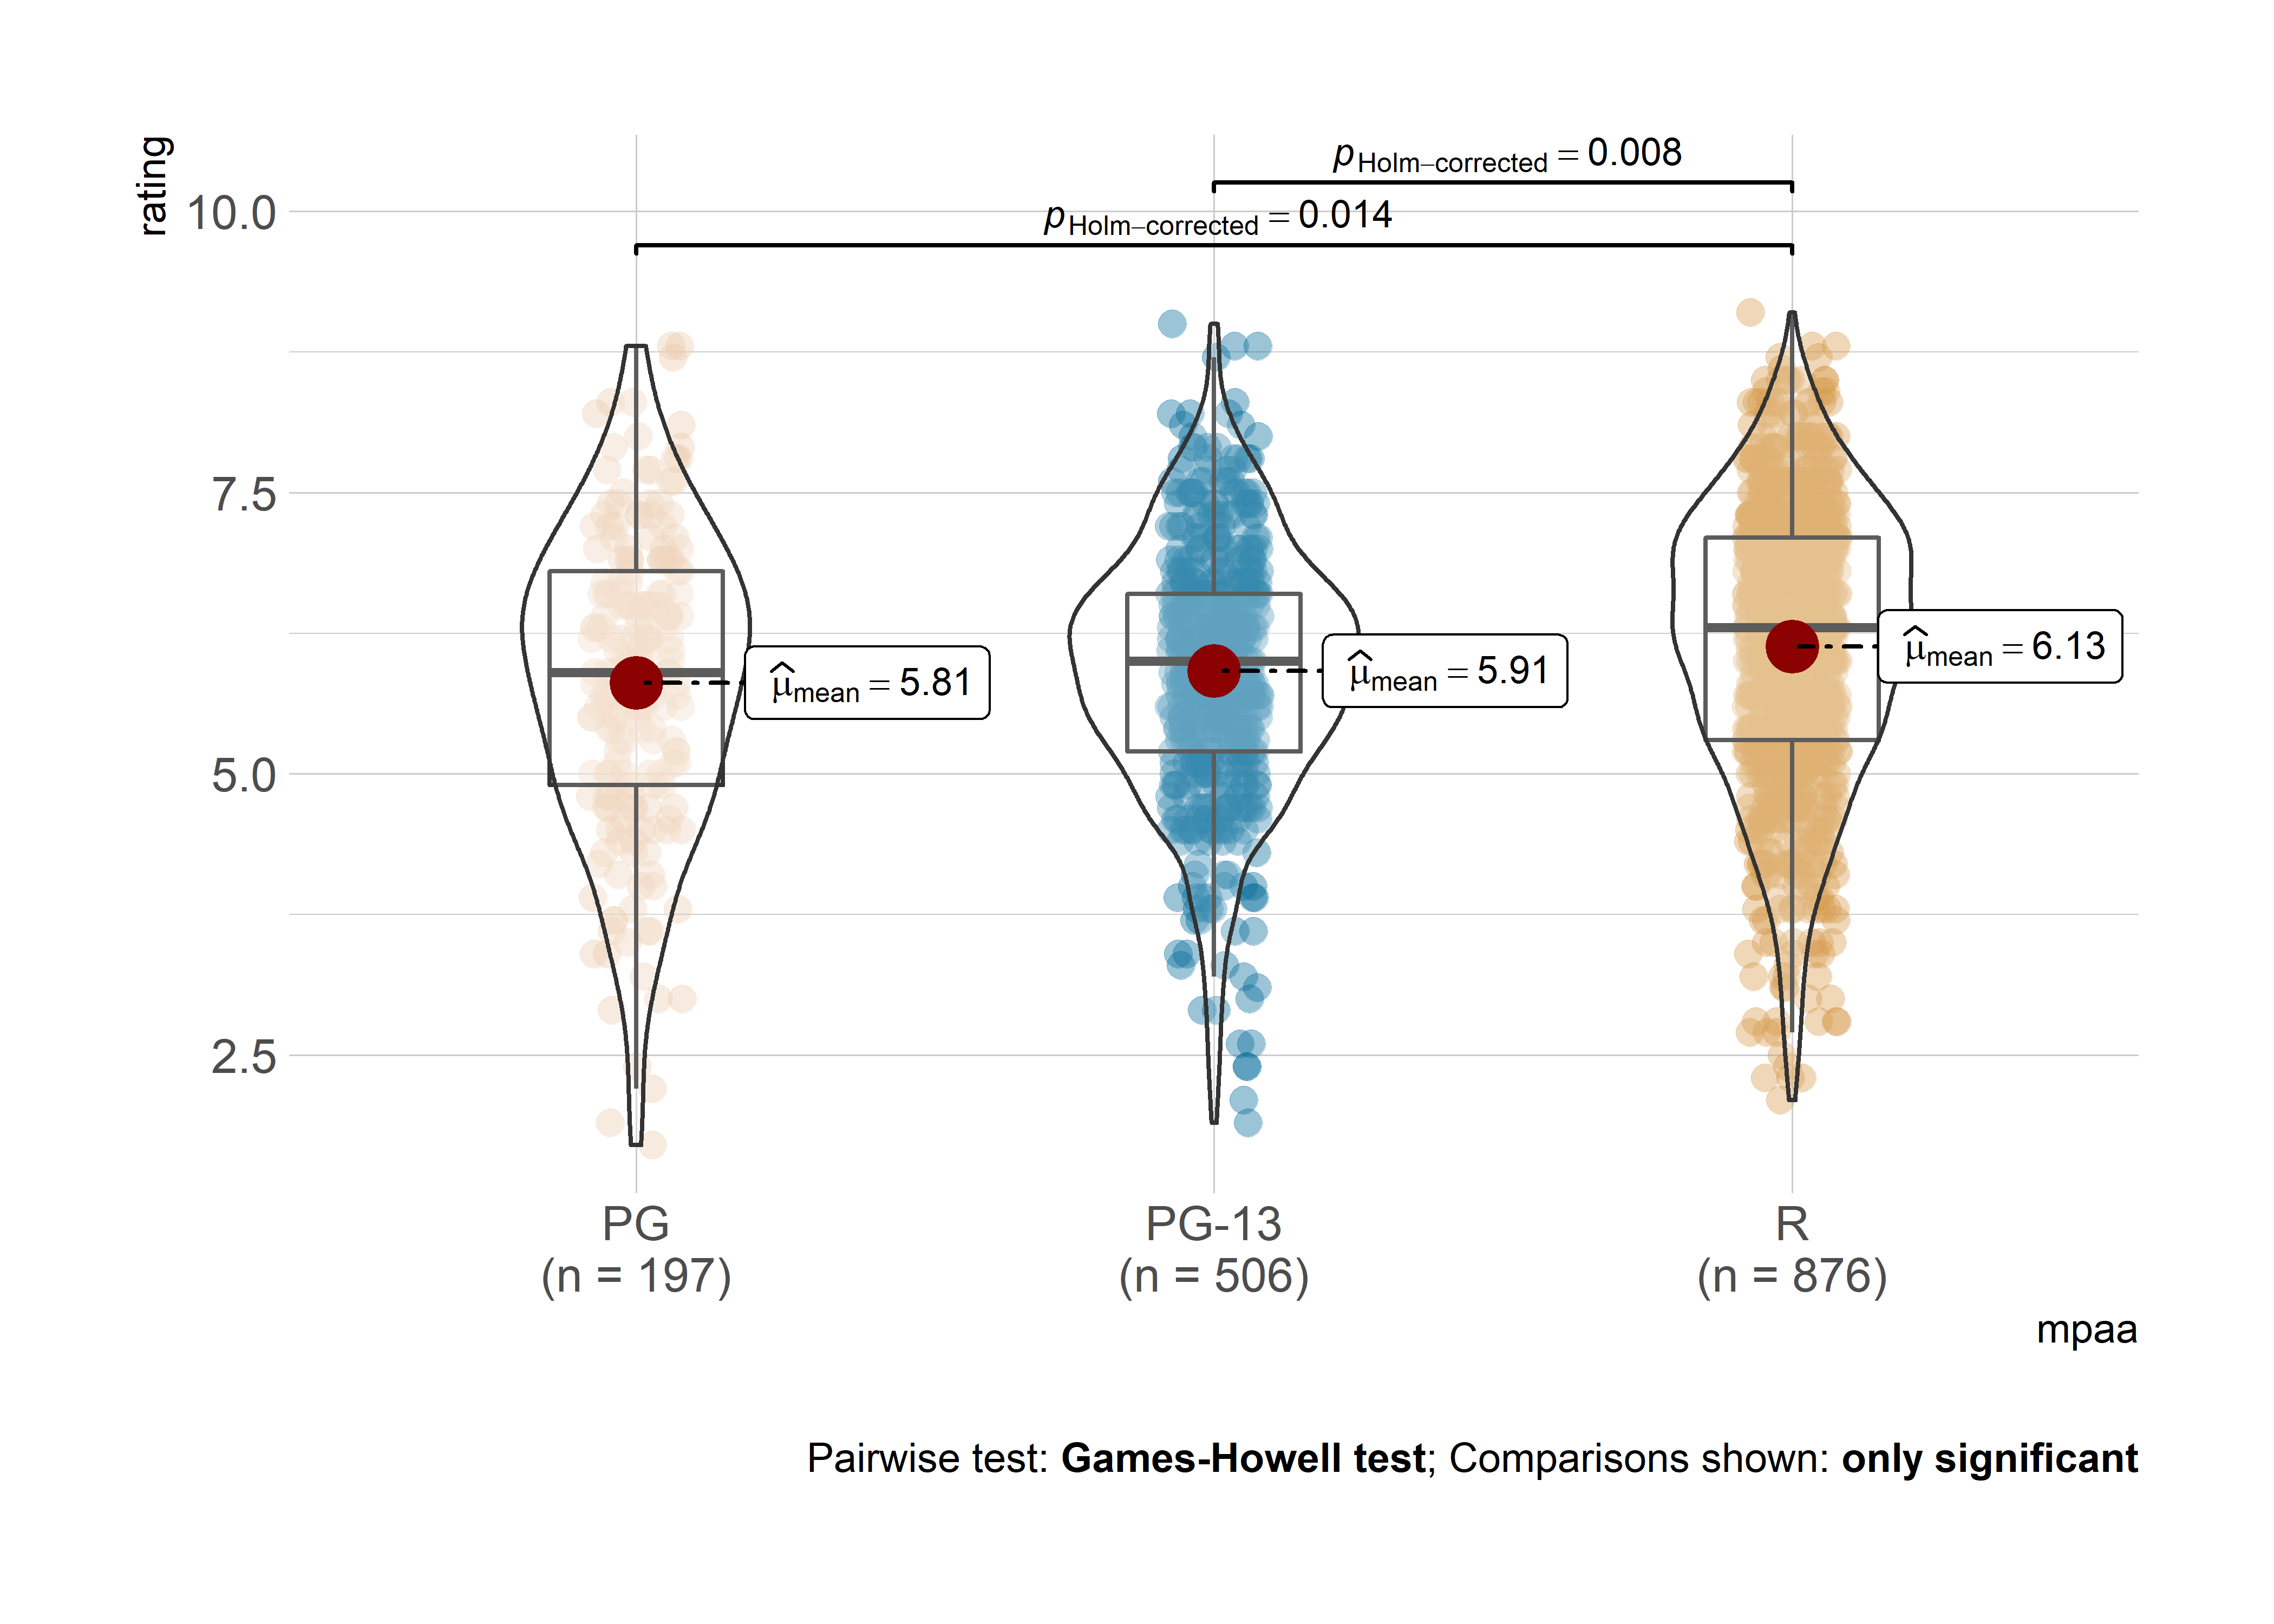 rating
p Holm−corrected = 0.008
10.0
p Holm−corrected = 0.014
7.5
5.0
2.5
μ̂ mean = 5.81
μ̂ mean = 5.91
μ̂ mean = 6.13
PG
(n = 197)
PG-13
(n = 506)
R
(n = 876)
mpaa
Pairwise test: Games-Howell test; Comparisons shown: only significant